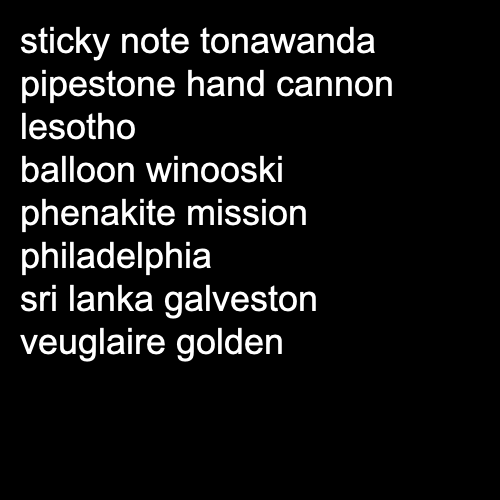 sticky note tonawanda
pipestone hand cannon
lesotho
balloon winooski
phenakite mission
philadelphia
sri lanka galveston
veuglaire golden